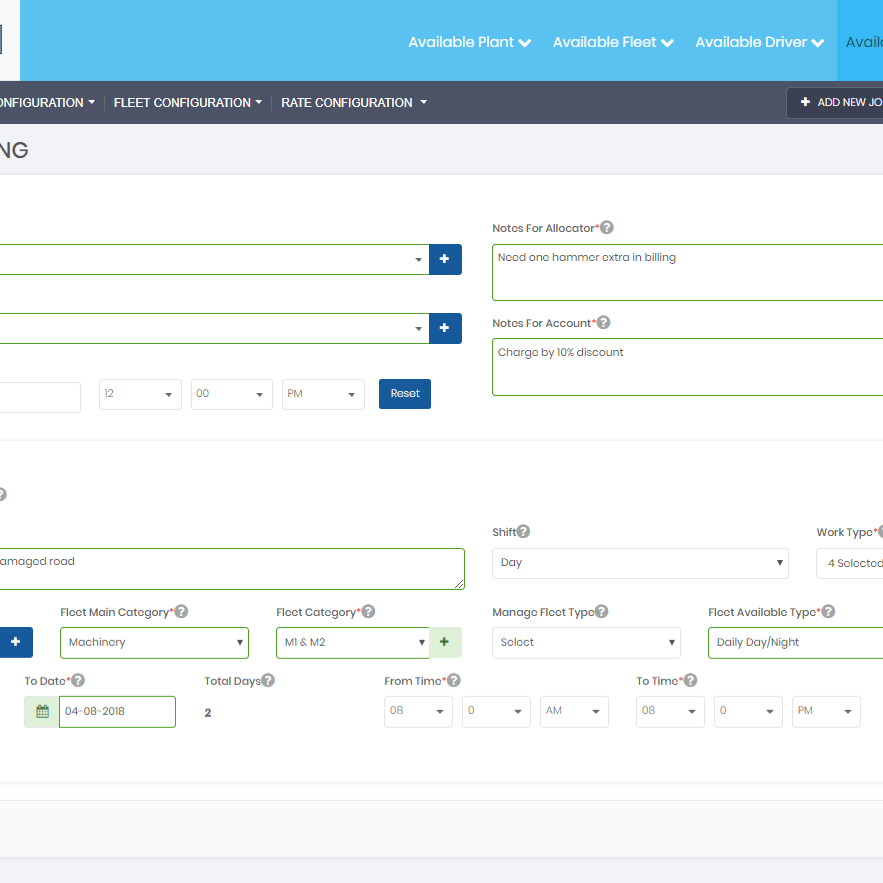 Available Plant
Available Fleet
Available Driver
Avail
ONFIGURATION
FLEET CONFIGURATION
RATE CONFIGURATION
ADD NEW JO
NG
Notes For Allocator*
Need one hammer extra in billing
Notes For Account*
Charge by 10% discount
12 00 PM Reset
Shift
Work Type*
amaged road
Day
4 Selected
Fleet Main Category*
Fleet Category*
Manage Fleet Type
Fleet Available Type*
Machinery
M1 & M2
Select
Daily Day/Night
To Date*
Total Days
From Time*
To Time*
04-08-2018
2
08 0 AM
08 0 PM